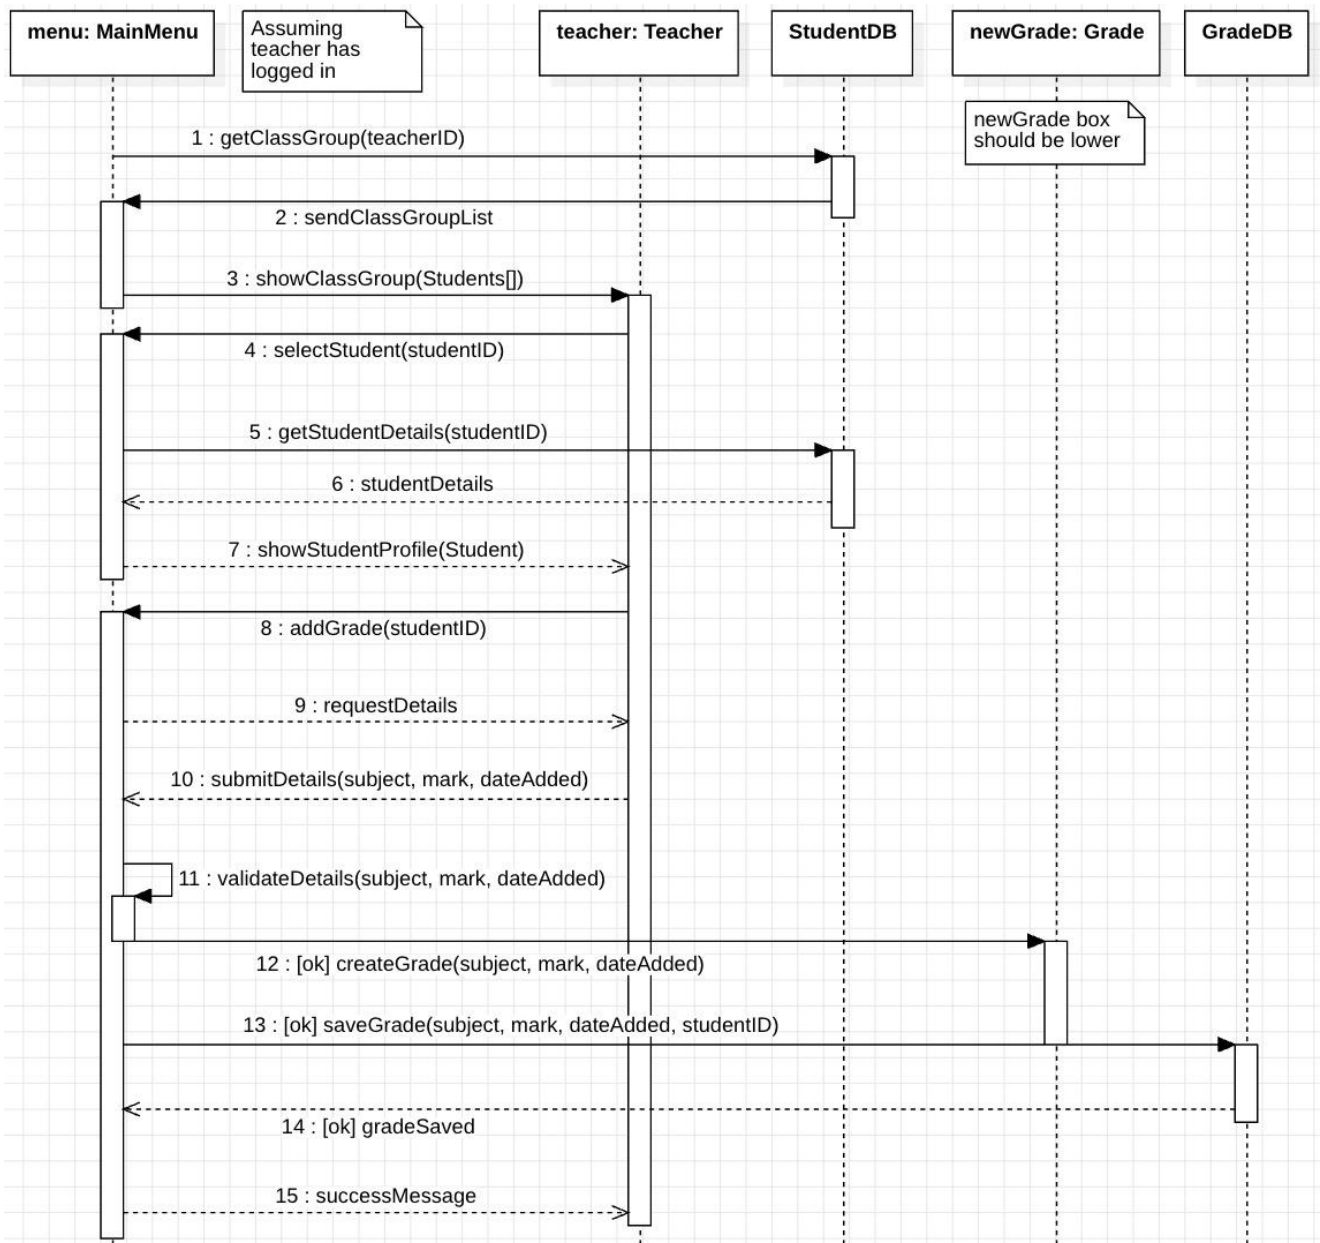 menu: MainMenu
Assuming
teacher has
logged in
teacher: Teacher
StudentDB
newGrade: Grade
GradeDB
newGrade box
should be lower
1 : getClassGroup(teacherID)
2 : sendClassGroupList
3 : showClassGroup(Students[])
4 : selectStudent(studentID)
5 : getStudentDetails(studentID)
6 : studentDetails
7 : showStudentProfile(Student)
8 : addGrade(studentID)
9 : requestDetails
10 : submitDetails(subject, mark, dateAdded)
11 : validateDetails(subject, mark, dateAdded)
12 : [ok] createGrade(subject, mark, dateAdded)
13 : [ok] saveGrade(subject, mark, dateAdded, studentID)
14 : [ok] gradeSaved
15 : successMessage